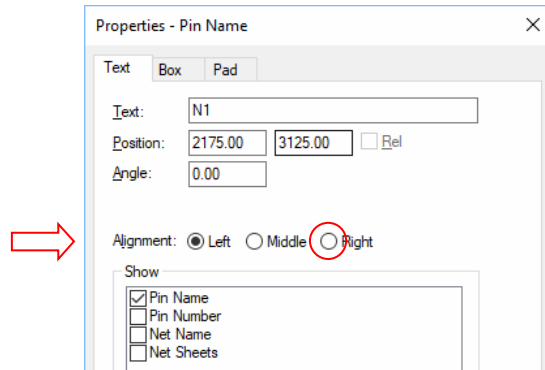 Properties - Pin Name
Text Box Pad
Text: N1
Position: 2175.00 3125.00 Rel
Angle: 0.00
Alignment: Left Middle Right
Show
Pin Name
Pin Number
Net Name
Net Sheets